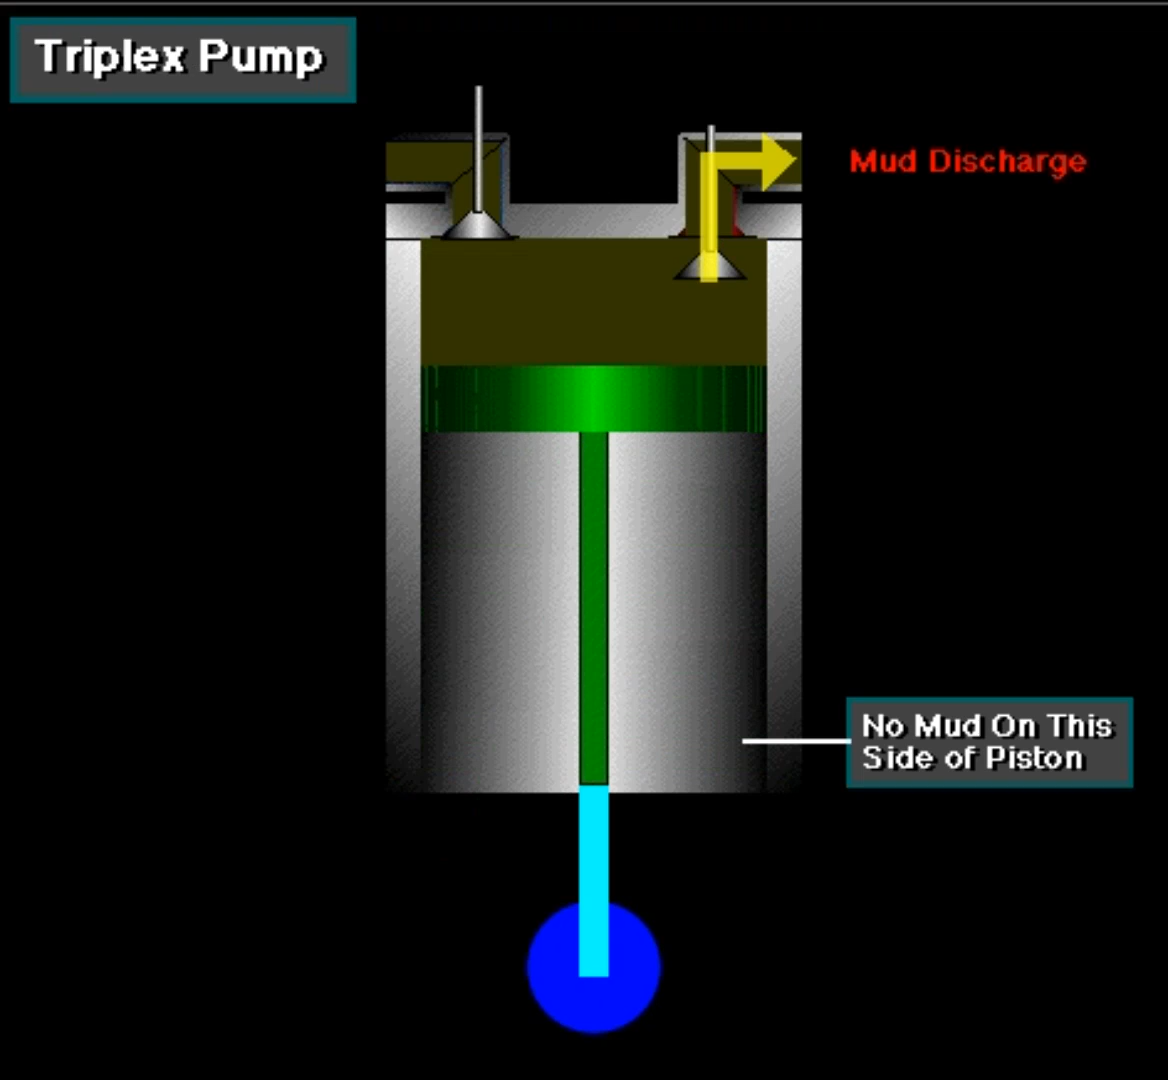 Triplex Pump
Mud Discharge
No Mud On This
Side of Piston